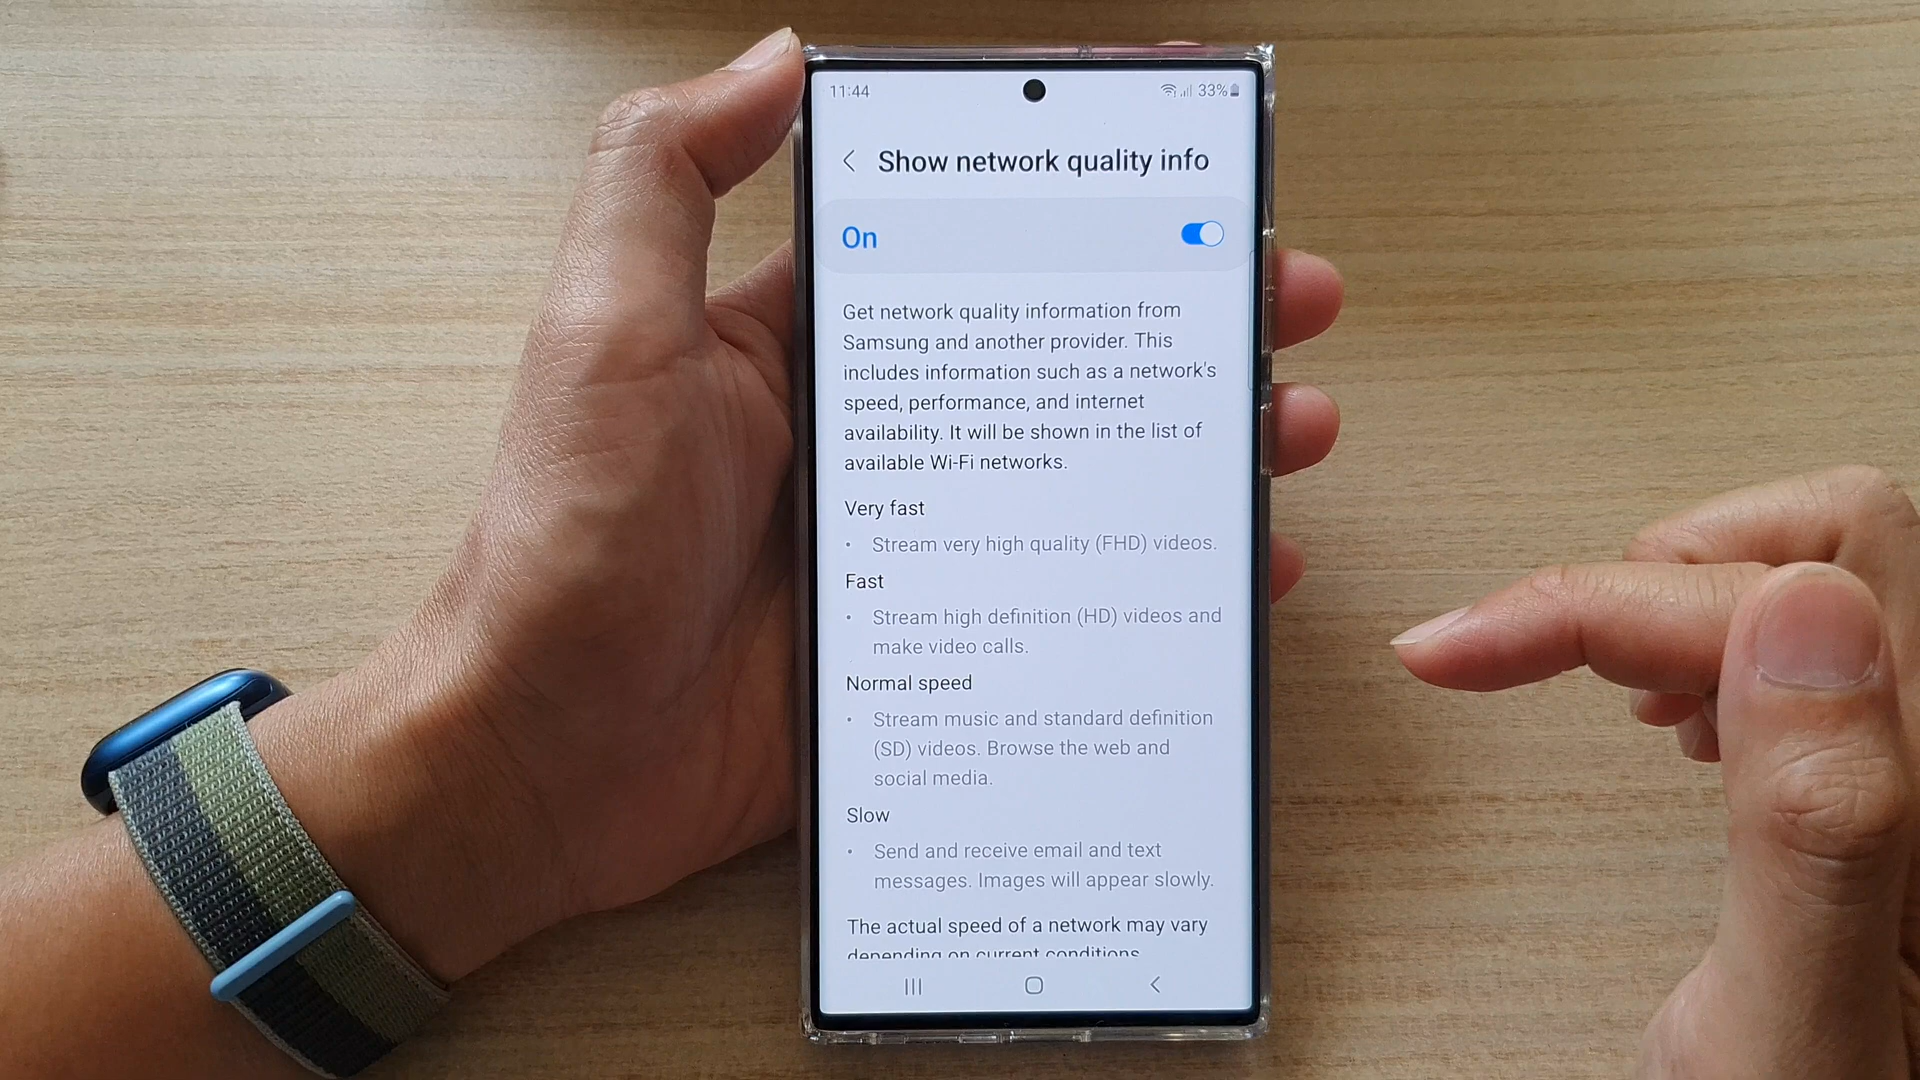 11:44
33%
Show network quality info
On
Get network quality information from
Samsung and another provider. This
includes information such as a network's
speed, performance, and internet
availability. It will be shown in the list of
available Wi-Fi networks.
Very fast
• Stream very high quality (FHD) videos.
Fast
• Stream high definition (HD) videos and
make video calls.
Normal speed
• Stream music and standard definition
(SD) videos. Browse the web and
social media.
Slow
• Send and receive email and text
messages. Images will appear slowly.
The actual speed of a network may vary
depending on current conditions.